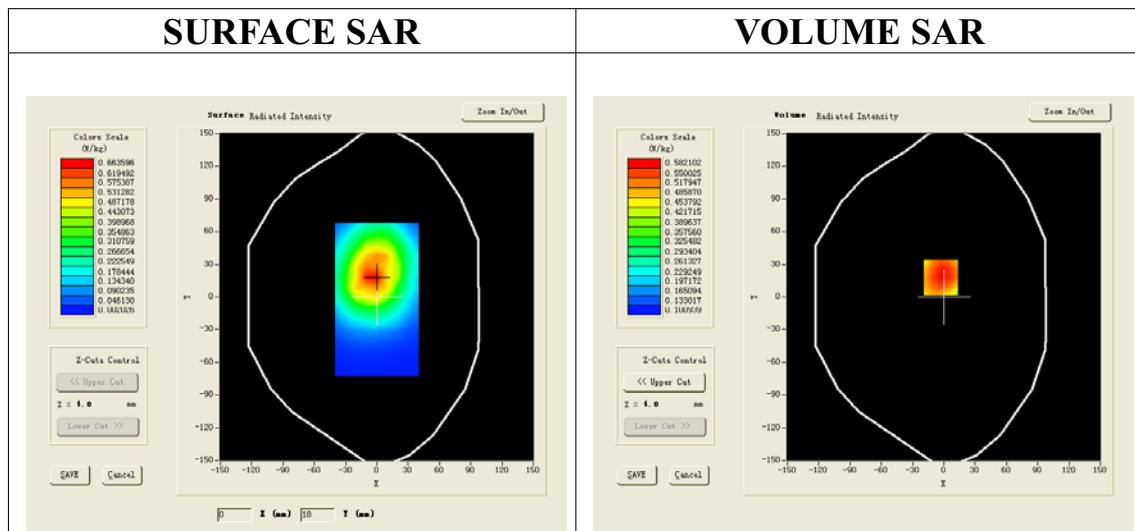 SURFACE SAR
VOLUME SAR
Surface Radiated Intensity
Zoom In/Out
Colors Scale
(W/kg)
0.663596
0.619492
0.575387
0.531282
0.487178
0.443073
0.398968
0.354863
0.310759
0.266654
0.222549
0.178444
0.134340
0.090235
0.046130
0.002026
Z-Cuts Control
<< Upper Cut
Z = 4.0 mm
Lower Cut >>
SAVE
Cancel
150
120
90
60
30
0
-30
-60
-90
-120
-150
Y
-150 -120 -90 -60 -30 0 30 60 90 120 150
X
0 X (mm) 18 Y (mm)
Volume Radiated Intensity
Zoom In/Out
Colors Scale
(W/kg)
0.582102
0.550025
0.517947
0.485870
0.453792
0.421715
0.389637
0.357560
0.325482
0.293404
0.261327
0.229249
0.197172
0.165094
0.133017
0.100939
Z-Cuts Control
<< Upper Cut
Z = 4.0 mm
Lower Cut >>
SAVE
Cancel
150
120
90
60
30
0
-30
-60
-90
-120
-150
Y
-150 -120 -90 -60 -30 0 30 60 90 120 150
X